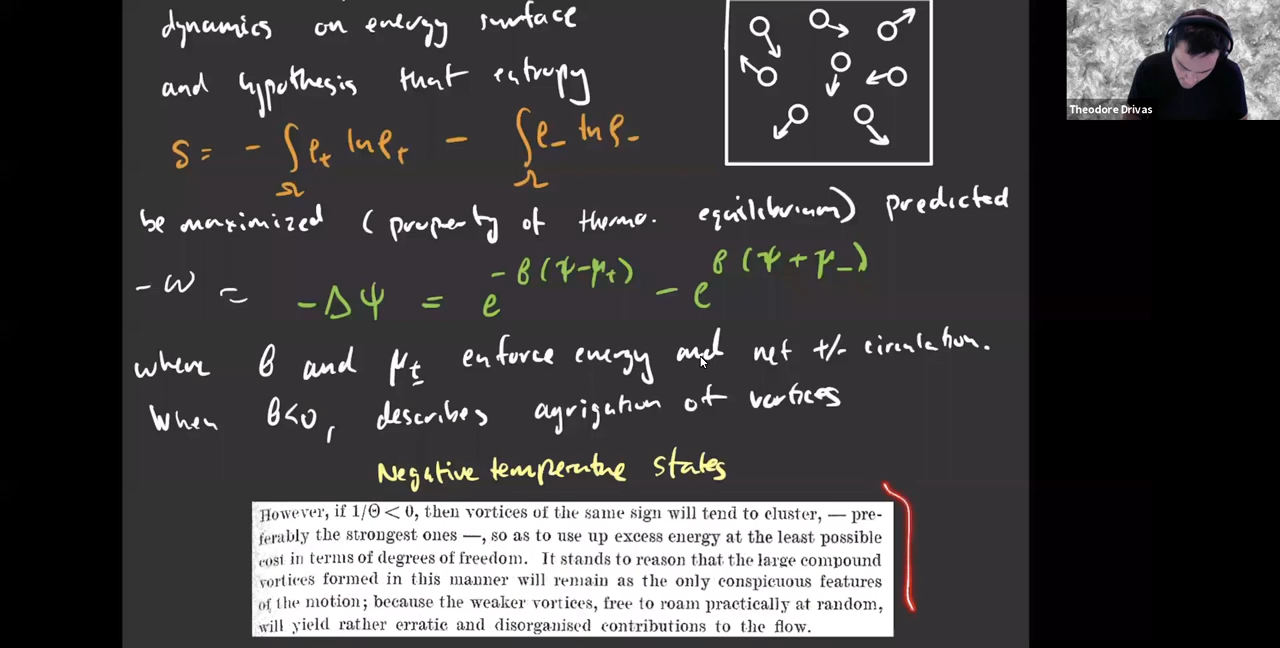 dynamics on energy surface
and hypothesis that entropy
S = - ∫_Ω ρ₊ ln ρ₊ - ∫_Ω ρ₋ ln ρ₋
be maximized (property of thermo. equilibrium) predicted
-ω = -Δψ = e^{-β(ψ-μ₊)} - e^{β(ψ+μ₋)}
where β and μ± enforce energy and net +/- circulation.
When β<0, describes agrigation of vortices
Negative temperature states
However, if 1/Θ < 0, then vortices of the same sign will tend to cluster, — pre-
ferably the strongest ones —, so as to use up excess energy at the least possible
cost in terms of degrees of freedom. It stands to reason that the large compound
vortices formed in this manner will remain as the only conspicuous features
of the motion; because the weaker vortices, free to roam practically at random,
will yield rather erratic and disorganised contributions to the flow.
Theodore Drivas